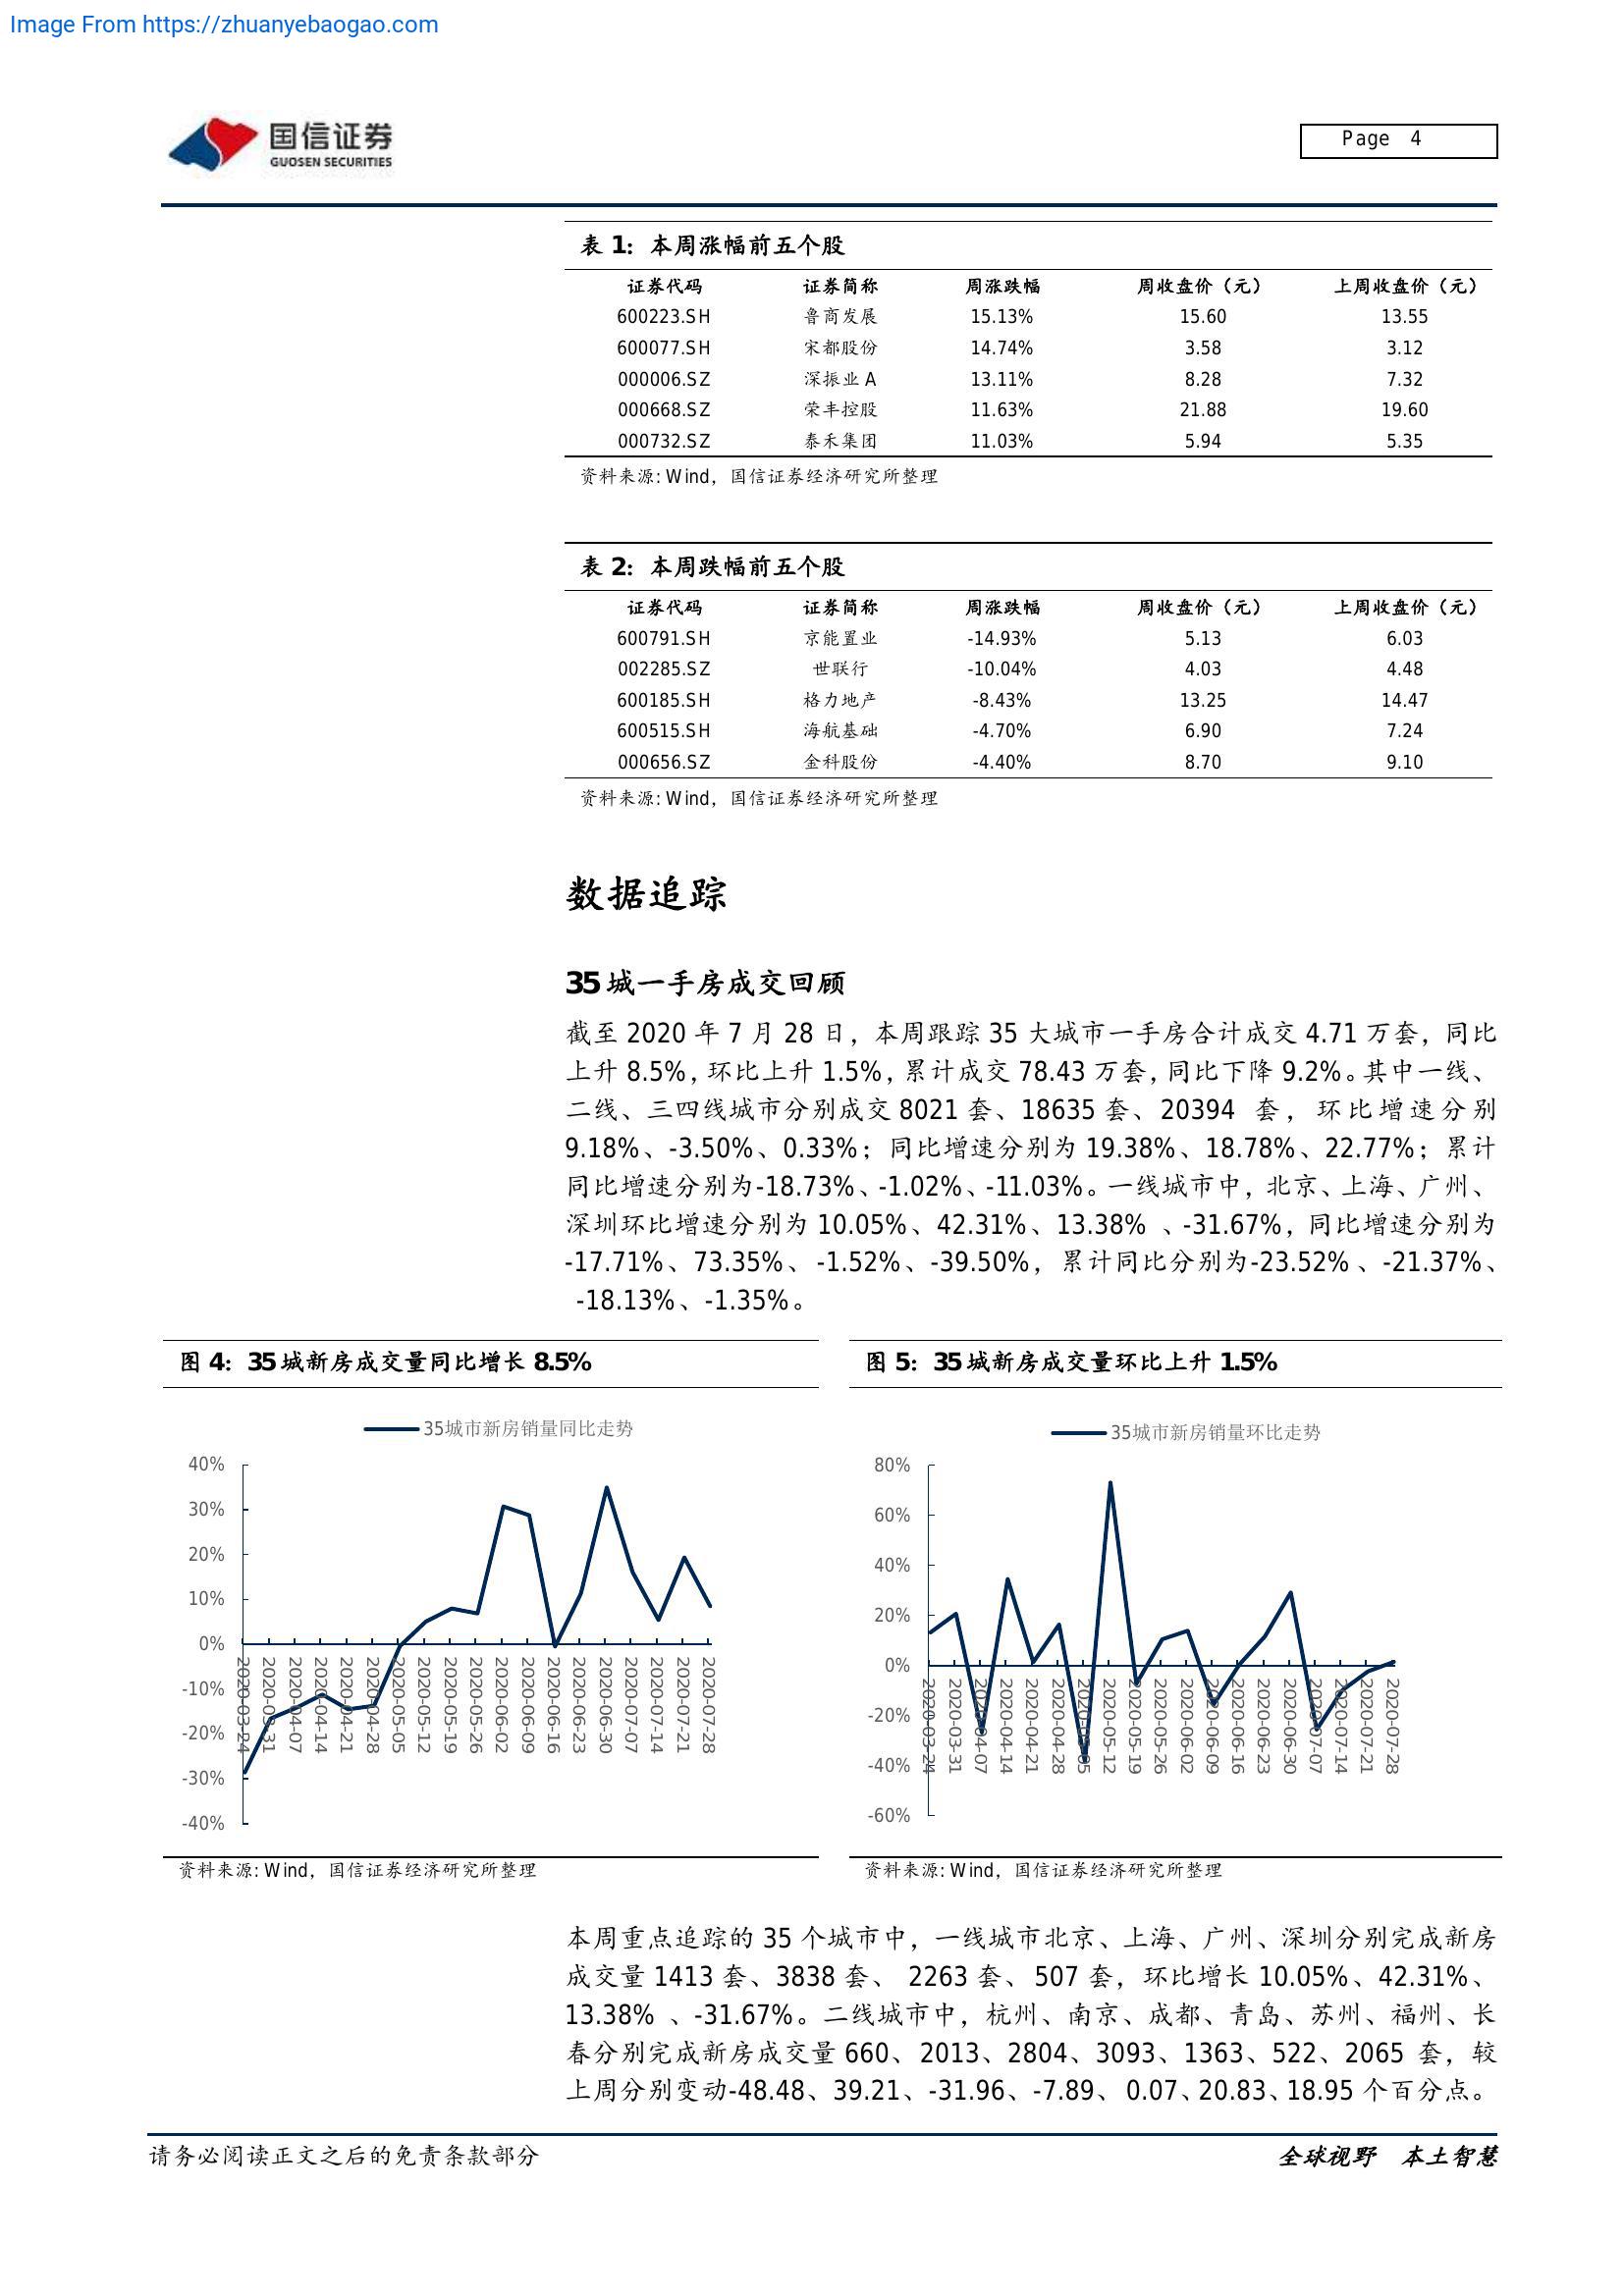 Image From https://zhuanyebaogao.com
国信证券
GUOSEN SECURITIES
Page 4
表 1：本周涨幅前五个股
证券代码 证券简称 周涨跌幅 周收盘价（元） 上周收盘价（元）
600223.SH 鲁商发展 15.13% 15.60 13.55
600077.SH 宋都股份 14.74% 3.58 3.12
000006.SZ 深振业 A 13.11% 8.28 7.32
000668.SZ 荣丰控股 11.63% 21.88 19.60
000732.SZ 泰禾集团 11.03% 5.94 5.35
资料来源: Wind，国信证券经济研究所整理
表 2：本周跌幅前五个股
证券代码 证券简称 周涨跌幅 周收盘价（元） 上周收盘价（元）
600791.SH 京能置业 -14.93% 5.13 6.03
002285.SZ 世联行 -10.04% 4.03 4.48
600185.SH 格力地产 -8.43% 13.25 14.47
600515.SH 海航基础 -4.70% 6.90 7.24
000656.SZ 金科股份 -4.40% 8.70 9.10
资料来源: Wind，国信证券经济研究所整理
数据追踪
35 城一手房成交回顾
截至 2020 年 7 月 28 日，本周跟踪 35 大城市一手房合计成交 4.71 万套，同比
上升 8.5%，环比上升 1.5%，累计成交 78.43 万套，同比下降 9.2%。其中一线、
二线、三四线城市分别成交 8021 套、18635 套、20394 套，环比增速分别
9.18%、-3.50%、0.33%；同比增速分别为 19.38%、18.78%、22.77%；累计
同比增速分别为-18.73%、-1.02%、-11.03%。一线城市中，北京、上海、广州、
深圳环比增速分别为 10.05%、42.31%、13.38% 、-31.67%，同比增速分别为
-17.71%、73.35%、 -1.52%、-39.50%，累计同比分别为-23.52% 、-21.37%、
-18.13%、-1.35%。
图 4：35 城新房成交量同比增长 8.5%
35城市新房销量同比走势
40%
30%
20%
10%
0%
-10%
-20%
-30%
-40%
2020-03-24
2020-03-31
2020-04-07
2020-04-14
2020-04-21
2020-04-28
2020-05-05
2020-05-12
2020-05-19
2020-05-26
2020-06-02
2020-06-09
2020-06-16
2020-06-23
2020-06-30
2020-07-07
2020-07-14
2020-07-21
2020-07-28
资料来源: Wind，国信证券经济研究所整理
图 5：35 城新房成交量环比上升 1.5%
35城市新房销量环比走势
80%
60%
40%
20%
0%
-20%
-40%
-60%
2020-03-24
2020-03-31
2020-04-07
2020-04-14
2020-04-21
2020-04-28
2020-05-05
2020-05-12
2020-05-19
2020-05-26
2020-06-02
2020-06-09
2020-06-16
2020-06-23
2020-06-30
2020-07-07
2020-07-14
2020-07-21
2020-07-28
资料来源: Wind，国信证券经济研究所整理
本周重点追踪的 35 个城市中，一线城市北京、上海、广州、深圳分别完成新房
成交量 1413 套、3838 套、 2263 套、 507 套，环比增长 10.05%、42.31%、
13.38% 、-31.67%。二线城市中，杭州、南京、成都、青岛、苏州、福州、长
春分别完成新房成交量 660、2013、2804、3093、1363、522、2065 套，较
上周分别变动-48.48、39.21、-31.96、-7.89、 0.07、20.83、18.95 个百分点。
请务必阅读正文之后的免责条款部分
全球视野 本土智慧